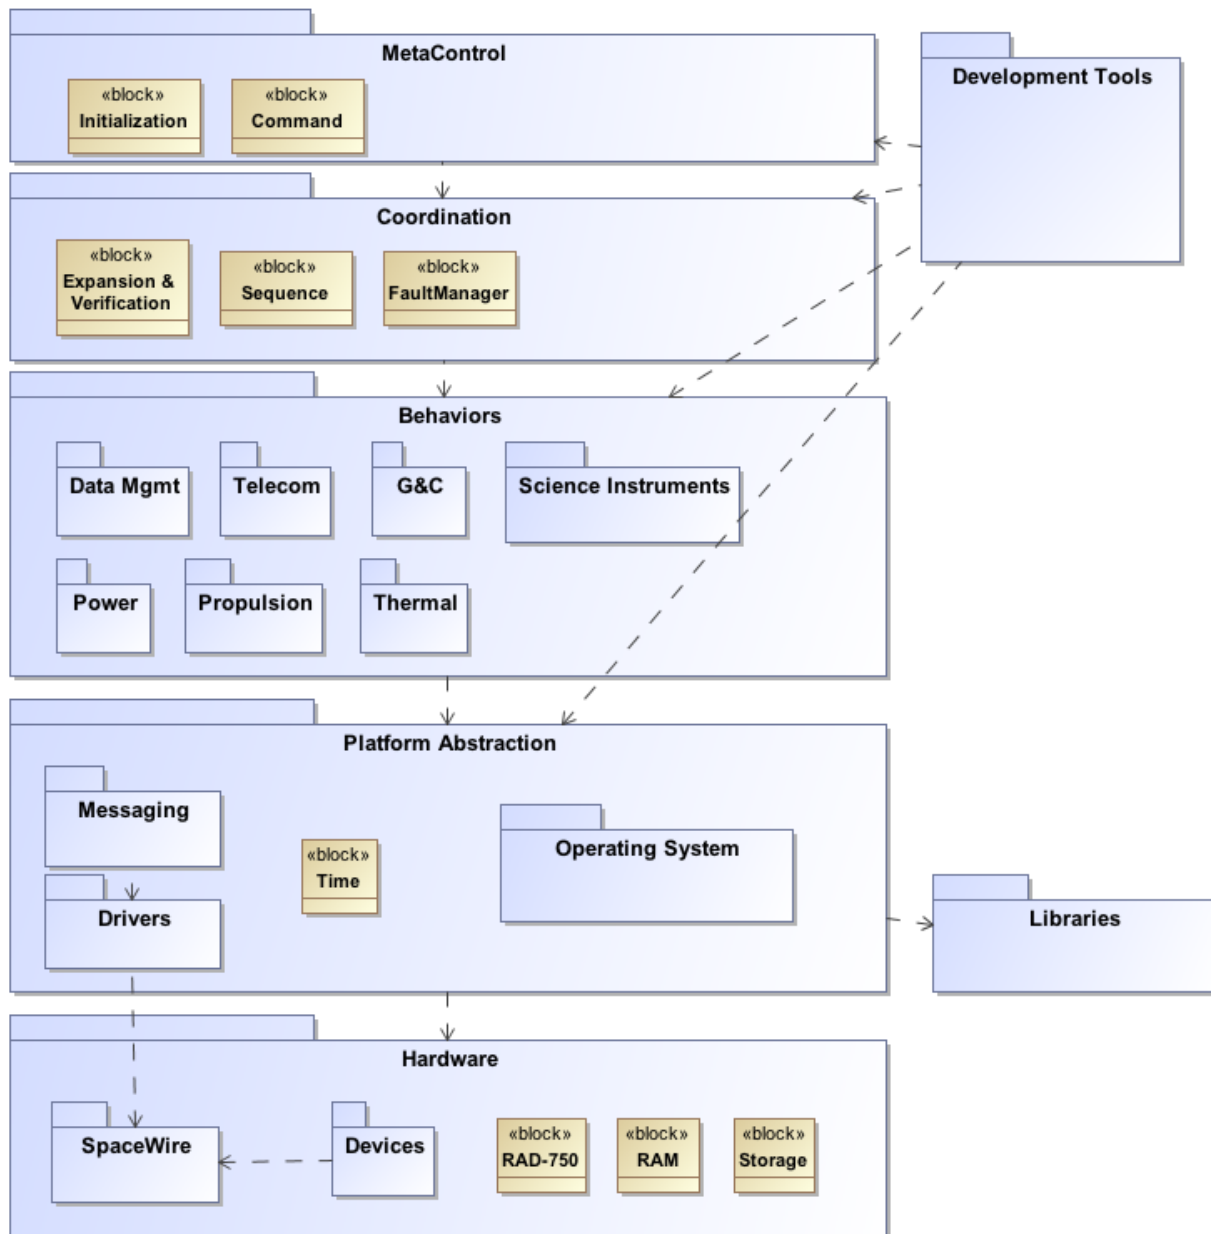 MetaControl
«block»
Initialization
«block»
Command
Development Tools
Coordination
«block»
Expansion &
Verification
«block»
Sequence
«block»
FaultManager
Behaviors
Data Mgmt
Telecom
G&C
Science Instruments
Power
Propulsion
Thermal
Platform Abstraction
Messaging
«block»
Time
Operating System
Drivers
Libraries
Hardware
SpaceWire
Devices
«block»
RAD-750
«block»
RAM
«block»
Storage